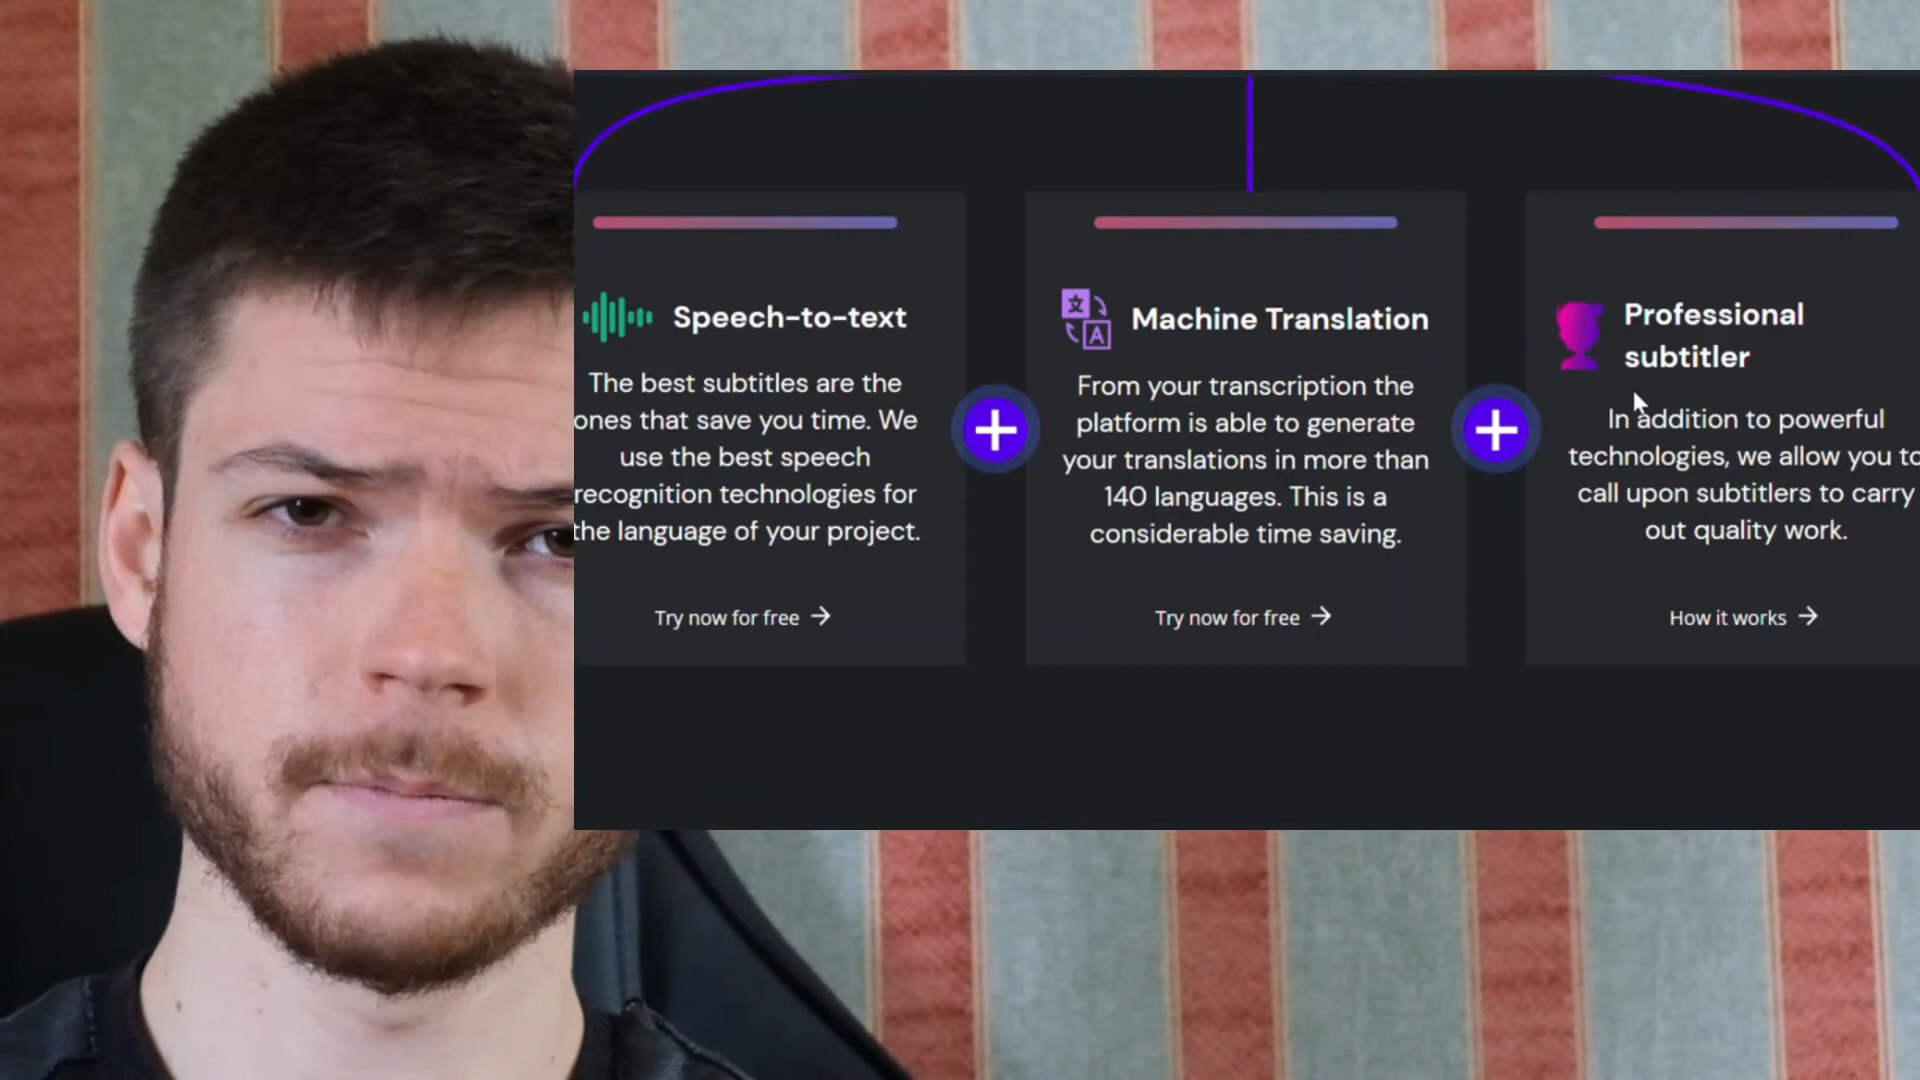 Speech-to-text
The best subtitles are the
ones that save you time. We
use the best speech
recognition technologies for
the language of your project.
Try now for free
Machine Translation
From your transcription the
platform is able to generate
your translations in more than
140 languages. This is a
considerable time saving.
Try now for free
Professional
subtitler
In addition to powerful
technologies, we allow you to
call upon subtitlers to carry
out quality work.
How it works